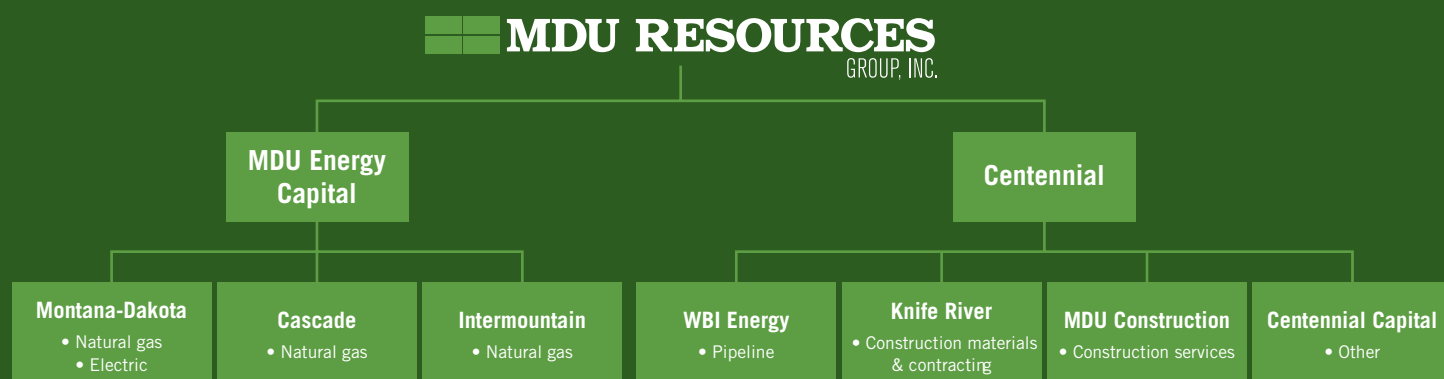 MDU RESOURCES
GROUP, INC.
MDU Energy
Capital
Centennial
Montana-Dakota
• Natural gas
• Electric
Cascade
• Natural gas
Intermountain
• Natural gas
WBI Energy
• Pipeline
Knife River
• Construction materials
& contracting
MDU Construction
• Construction services
Centennial Capital
• Other